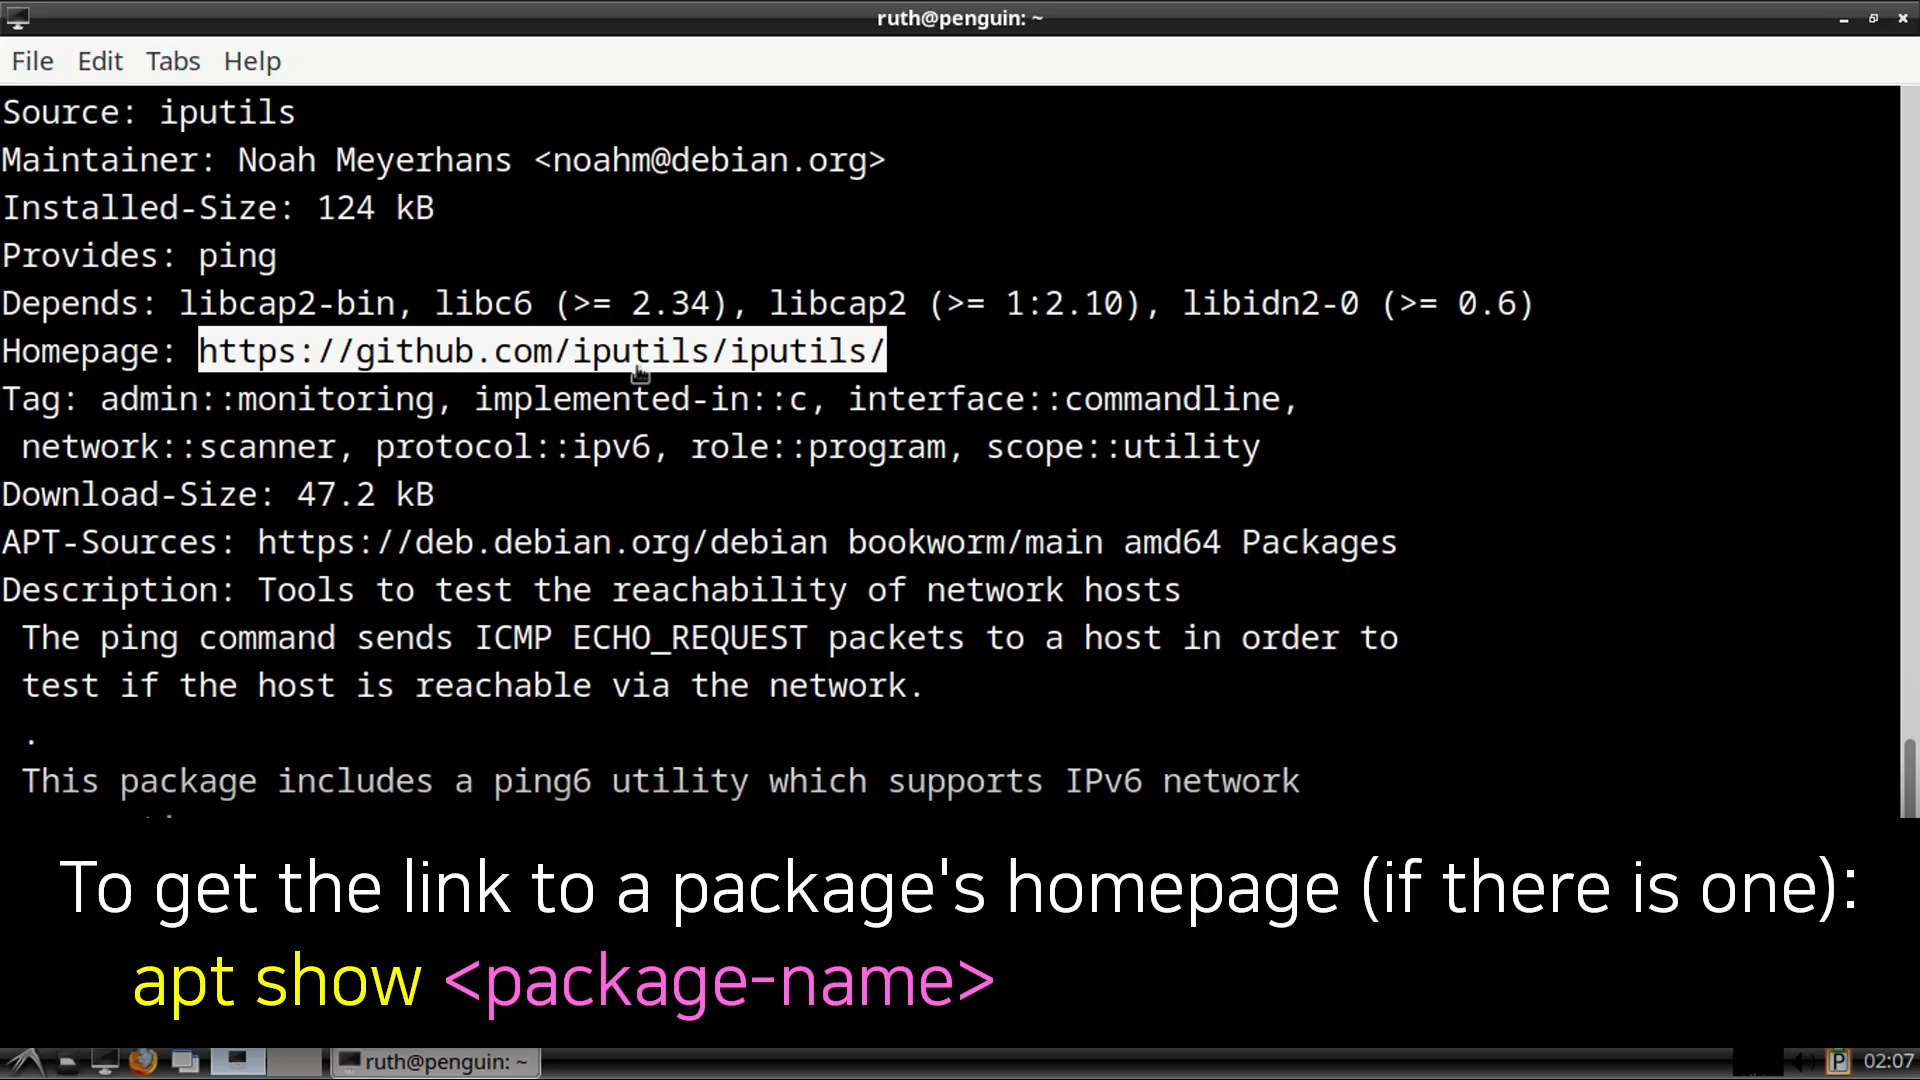 ruth@penguin: ~
File Edit Tabs Help
Source: iputils
Maintainer: Noah Meyerhans <noahm@debian.org>
Installed-Size: 124 kB
Provides: ping
Depends: libcap2-bin, libc6 (>= 2.34), libcap2 (>= 1:2.10), libidn2-0 (>= 0.6)
Homepage: https://github.com/iputils/iputils/
Tag: admin::monitoring, implemented-in::c, interface::commandline,
network::scanner, protocol::ipv6, role::program, scope::utility
Download-Size: 47.2 kB
APT-Sources: https://deb.debian.org/debian bookworm/main amd64 Packages
Description: Tools to test the reachability of network hosts
The ping command sends ICMP ECHO_REQUEST packets to a host in order to
test if the host is reachable via the network.
.
This package includes a ping6 utility which supports IPv6 network
To get the link to a package's homepage (if there is one):
apt show <package-name>
ruth@penguin: ~
P
02:07